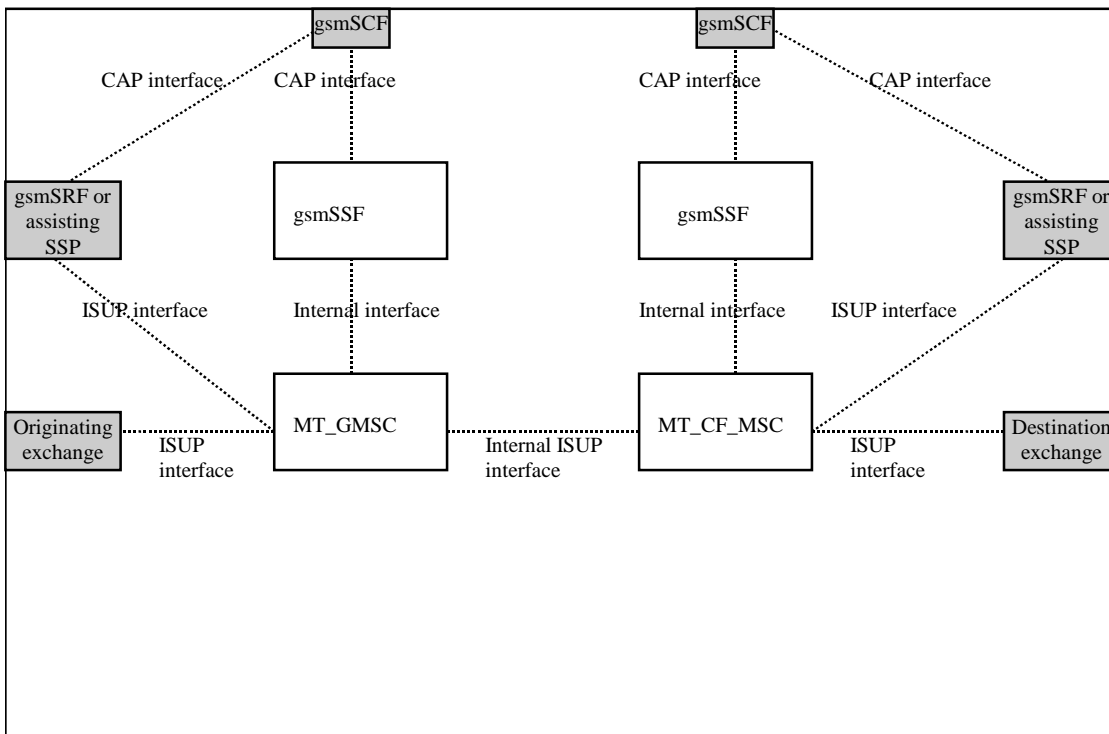 gsmSCF
gsmSCF
CAP interface
CAP interface
CAP interface
CAP interface
gsmSRF or
assisting
SSP
gsmSSF
gsmSSF
gsmSRF or
assisting
SSP
ISUP interface
Internal interface
Internal interface
ISUP interface
Originating
exchange
ISUP
interface
MT_GMSC
Internal ISUP
interface
MT_CF_MSC
ISUP
interface
Destination
exchange